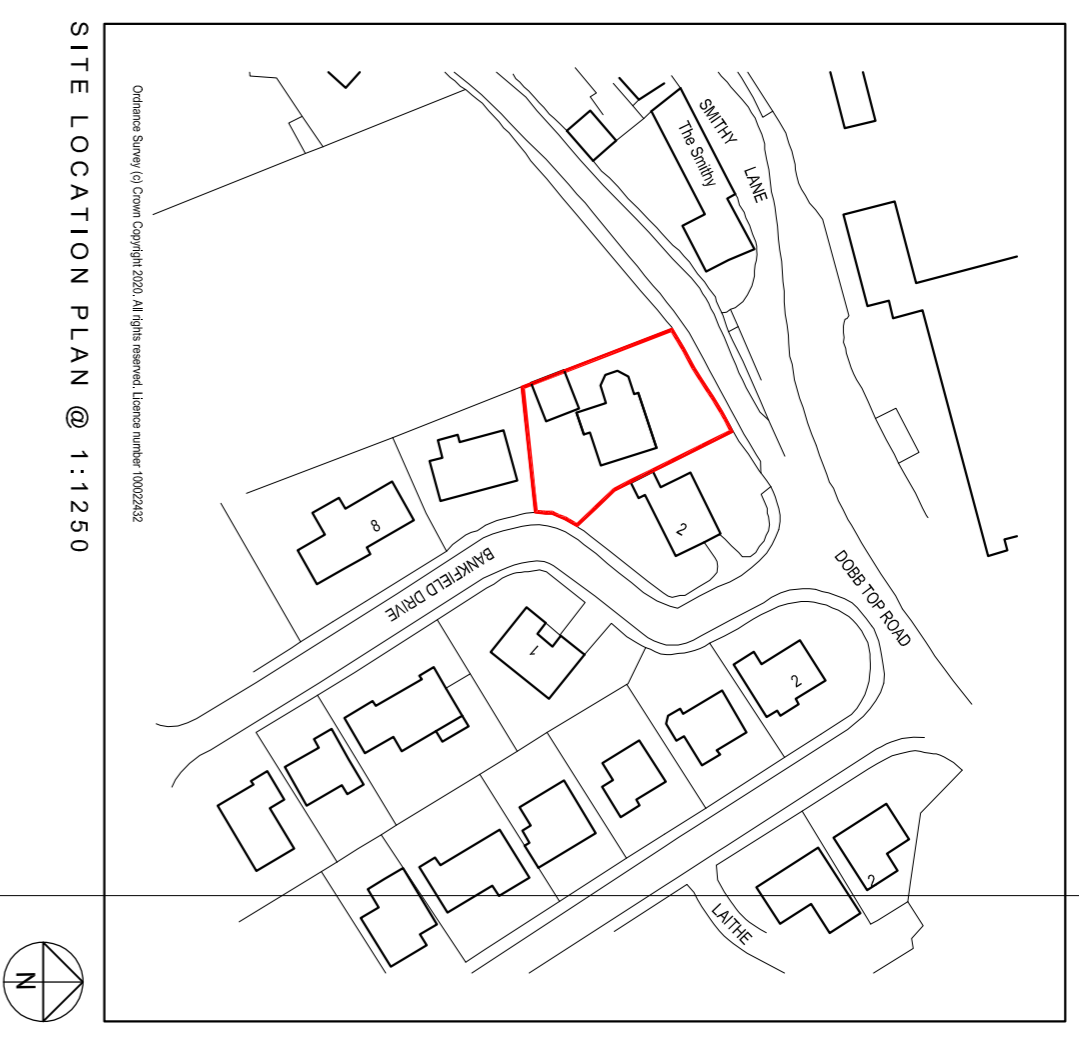 SITE LOCATION PLAN @ 1:1250
Ordnance Survey (c) Crown Copyright 2020. All rights reserved. Licence number 100022432
SMITHY
LANE
The Smithy
2
8
BANKFIELD DRIVE
DOBB TOP ROAD
1
2
2
LAITHE
N